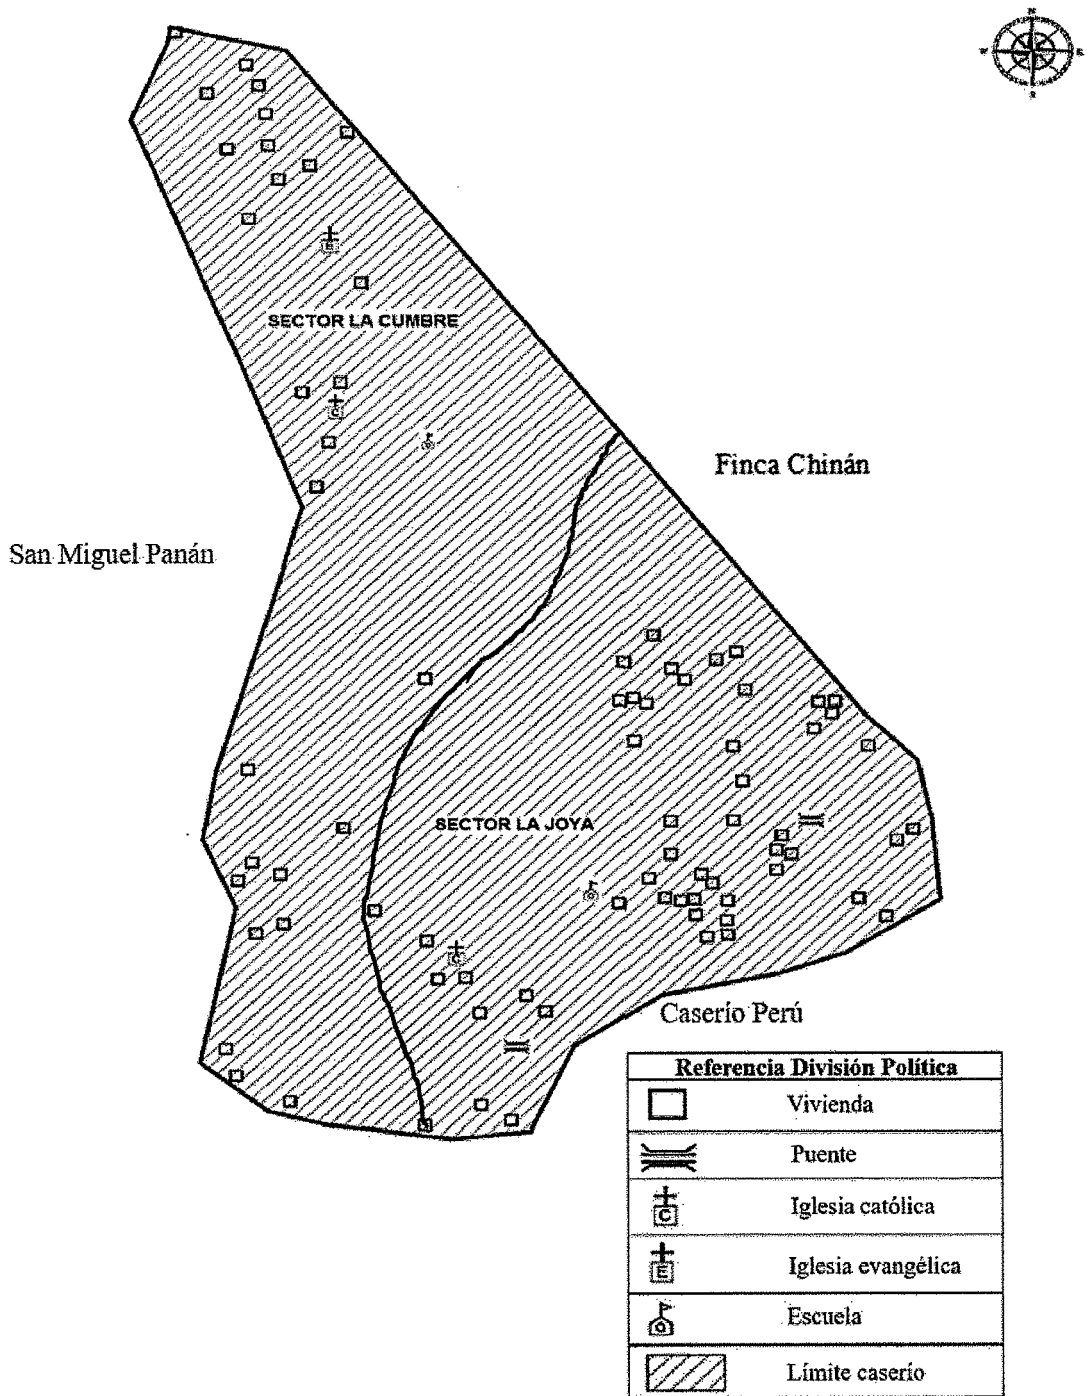 N
W
E
S
SECTOR LA CUMBRE
Finca Chinán
San Miguel Panán
SECTOR LA JOYA
Caserío Perú
Referencia División Política
Vivienda
Puente
C Iglesia católica
E Iglesia evangélica
Escuela
Límite caserío